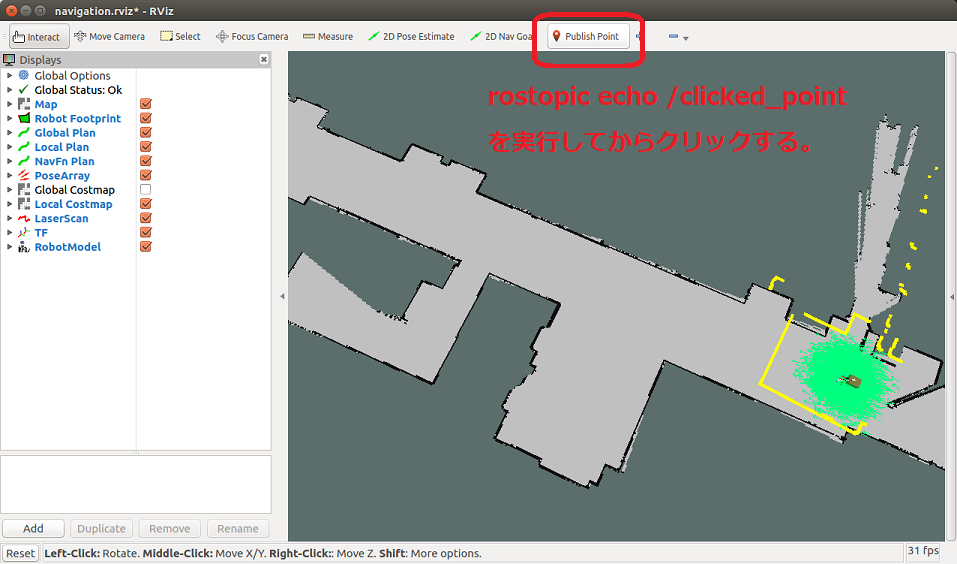 navigation.rviz* - RViz
Interact Move Camera Select Focus Camera Measure 2D Pose Estimate 2D Nav Goa Publish Point
Displays
Global Options
Global Status: Ok
Map
Robot Footprint
Global Plan
Local Plan
NavFn Plan
PoseArray
Global Costmap
Local Costmap
LaserScan
TF
RobotModel
rostopic echo /clicked_point
を実行してからクリックする。
Add Duplicate Remove Rename
Reset Left-Click: Rotate. Middle-Click: Move X/Y. Right-Click:: Move Z. Shift: More options. 31 fps